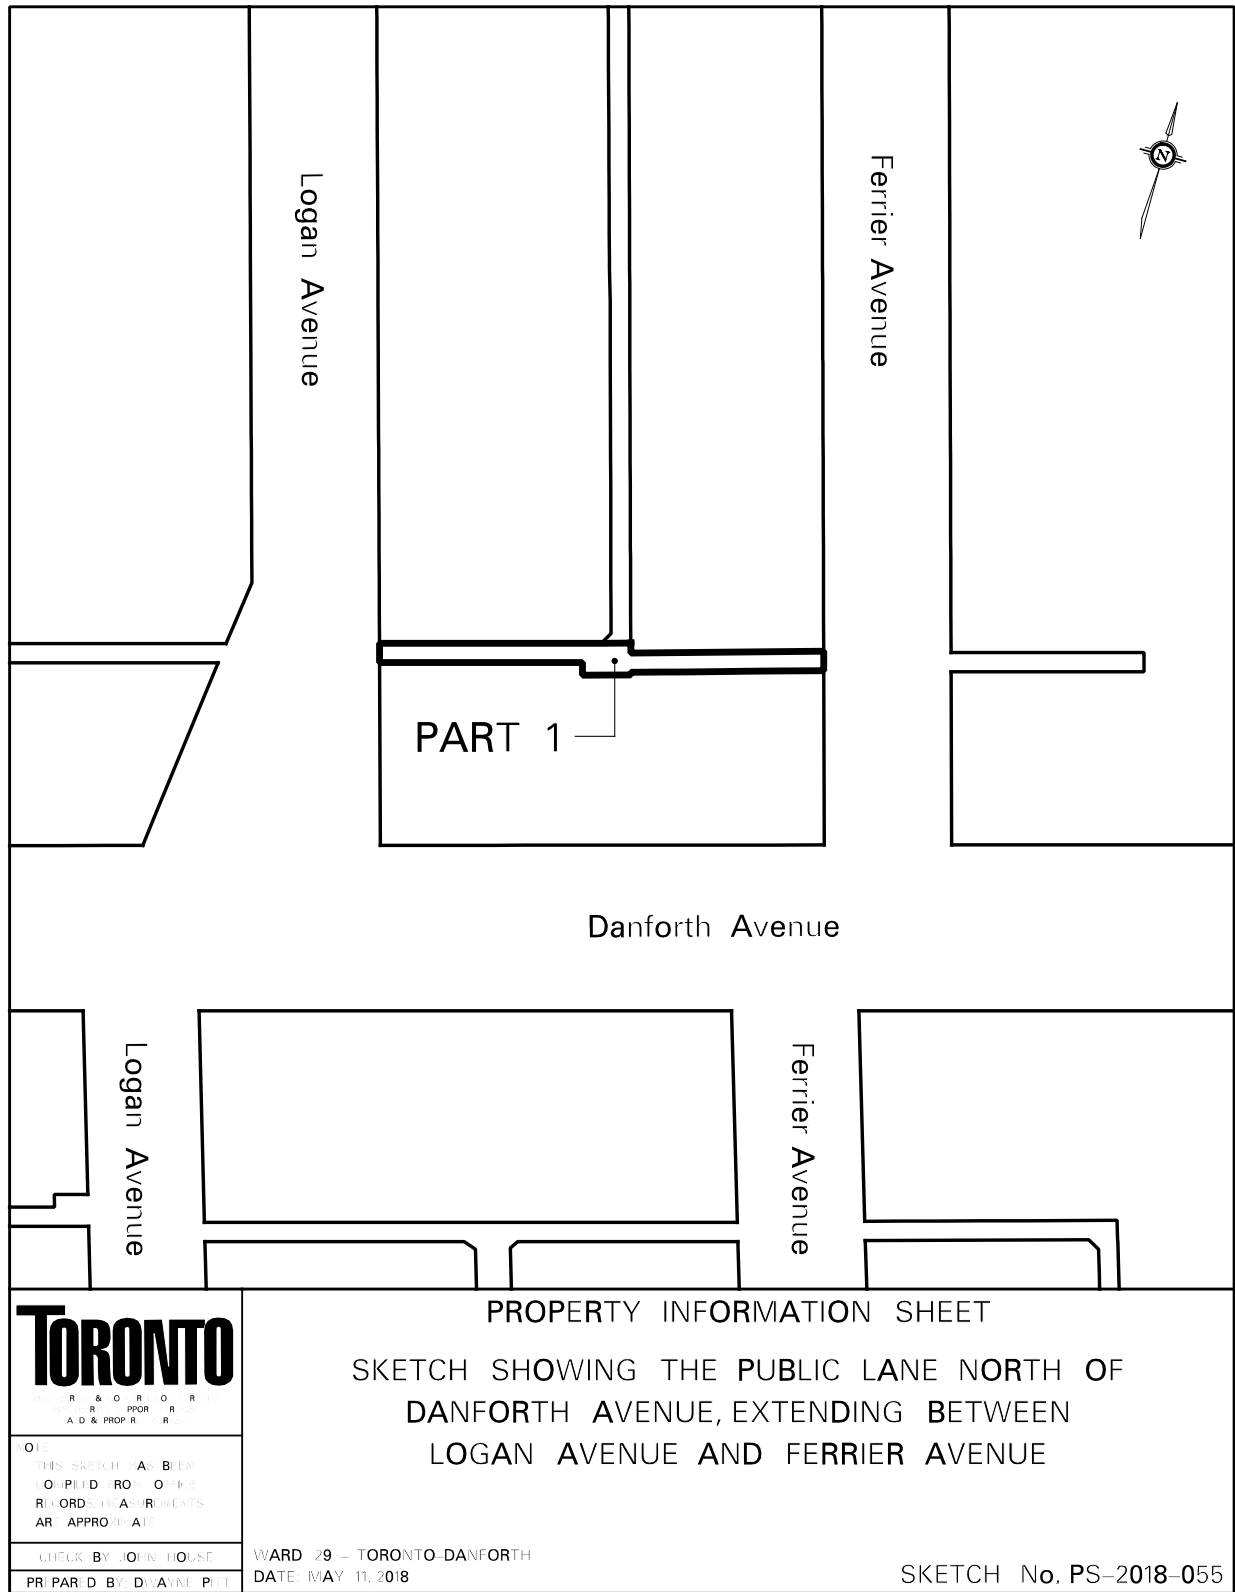 Logan Avenue
Ferrier Avenue
N
PART 1
Danforth Avenue
Logan Avenue
Ferrier Avenue
TORONTO
NOTE:
THIS SKETCH HAS BEEN
COMPILED FROM OFFICE
RECORDS, MEASUREMENTS
ARE APPROXIMATE
CHECK BY JOHN HOUSE
PREPARED BY: DWAYNE PITT
PROPERTY INFORMATION SHEET
SKETCH SHOWING THE PUBLIC LANE NORTH OF
DANFORTH AVENUE, EXTENDING BETWEEN
LOGAN AVENUE AND FERRIER AVENUE
WARD 29 - TORONTO-DANFORTH
DATE: MAY 11, 2018
SKETCH No. PS-2018-055